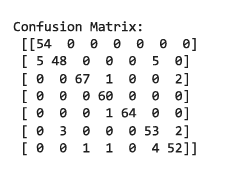 Confusion Matrix:
[[54 0 0 0 0 0 0]
[ 5 48 0 0 0 5 0]
[ 0 0 67 1 0 0 2]
[ 0 0 0 60 0 0 0]
[ 0 0 0 1 64 0 0]
[ 0 3 0 0 0 53 2]
[ 0 0 1 1 0 4 52]]